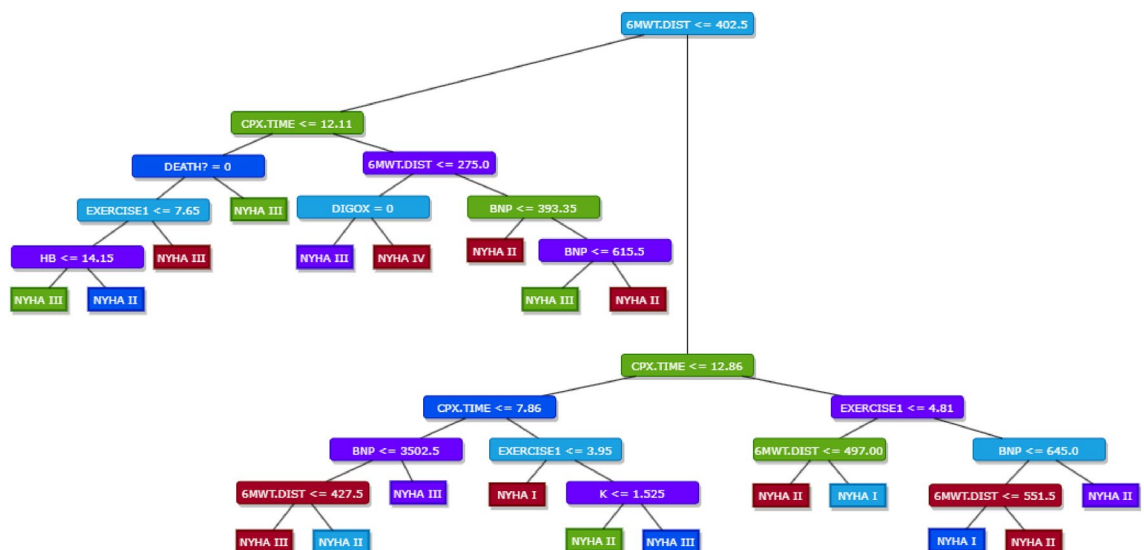 6MWT.DIST <= 402.5
CPX.TIME <= 12.11
DEATH? = 0
6MWT.DIST <= 275.0
EXERCISE1 <= 7.65
NYHA III
DIGOX = 0
BNP <= 393.35
HB <= 14.15
NYHA III
NYHA III
NYHA IV
NYHA II
BNP <= 615.5
NYHA III
NYHA II
NYHA III
NYHA II
CPX.TIME <= 12.86
CPX.TIME <= 7.86
EXERCISE1 <= 4.81
BNP <= 3502.5
EXERCISE1 <= 3.95
6MWT.DIST <= 497.00
BNP <= 645.0
6MWT.DIST <= 427.5
NYHA III
NYHA I
K <= 1.525
NYHA II
NYHA I
6MWT.DIST <= 551.5
NYHA II
NYHA III
NYHA II
NYHA II
NYHA III
NYHA I
NYHA II